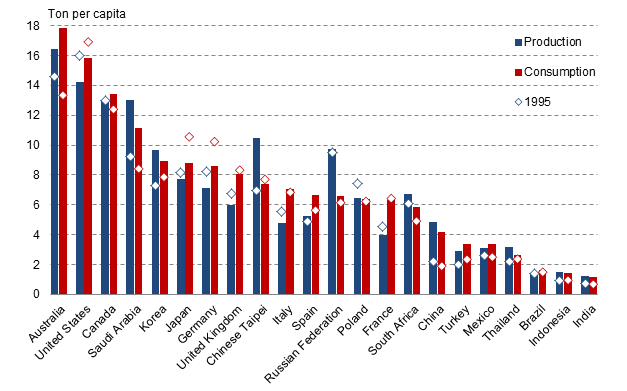 Ton per capita
18
16
14
12
10
8
6
4
2
0
Production
Consumption
1995
Australia
United States
Canada
Saudi Arabia
Korea
Japan
Germany
United Kingdom
Chinese Taipei
Italy
Spain
Russian Federation
Poland
France
South Africa
China
Turkey
Mexico
Thailand
Brazil
Indonesia
India